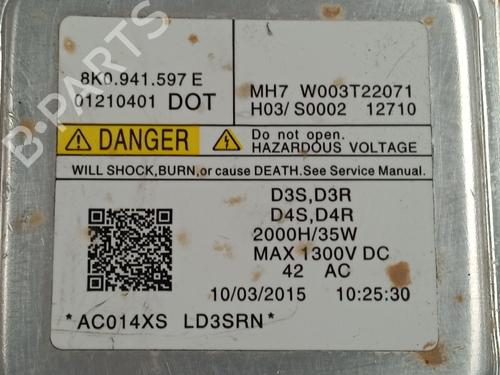 8K0.941.597 E
01210401 DOT
MH7 W003T22071
H03/S0002 12710
DANGER
Do not open.
HAZARDOUS VOLTAGE
WILL SHOCK,BURN,or cause DEATH.See Service Manual.
D3S,D3R
D4S,D4R
2000H/35W
MAX 1300V DC
42 AC
10/03/2015 10:25:30
*AC014XS LD3SRN*
B-PARTS
B-PARTS